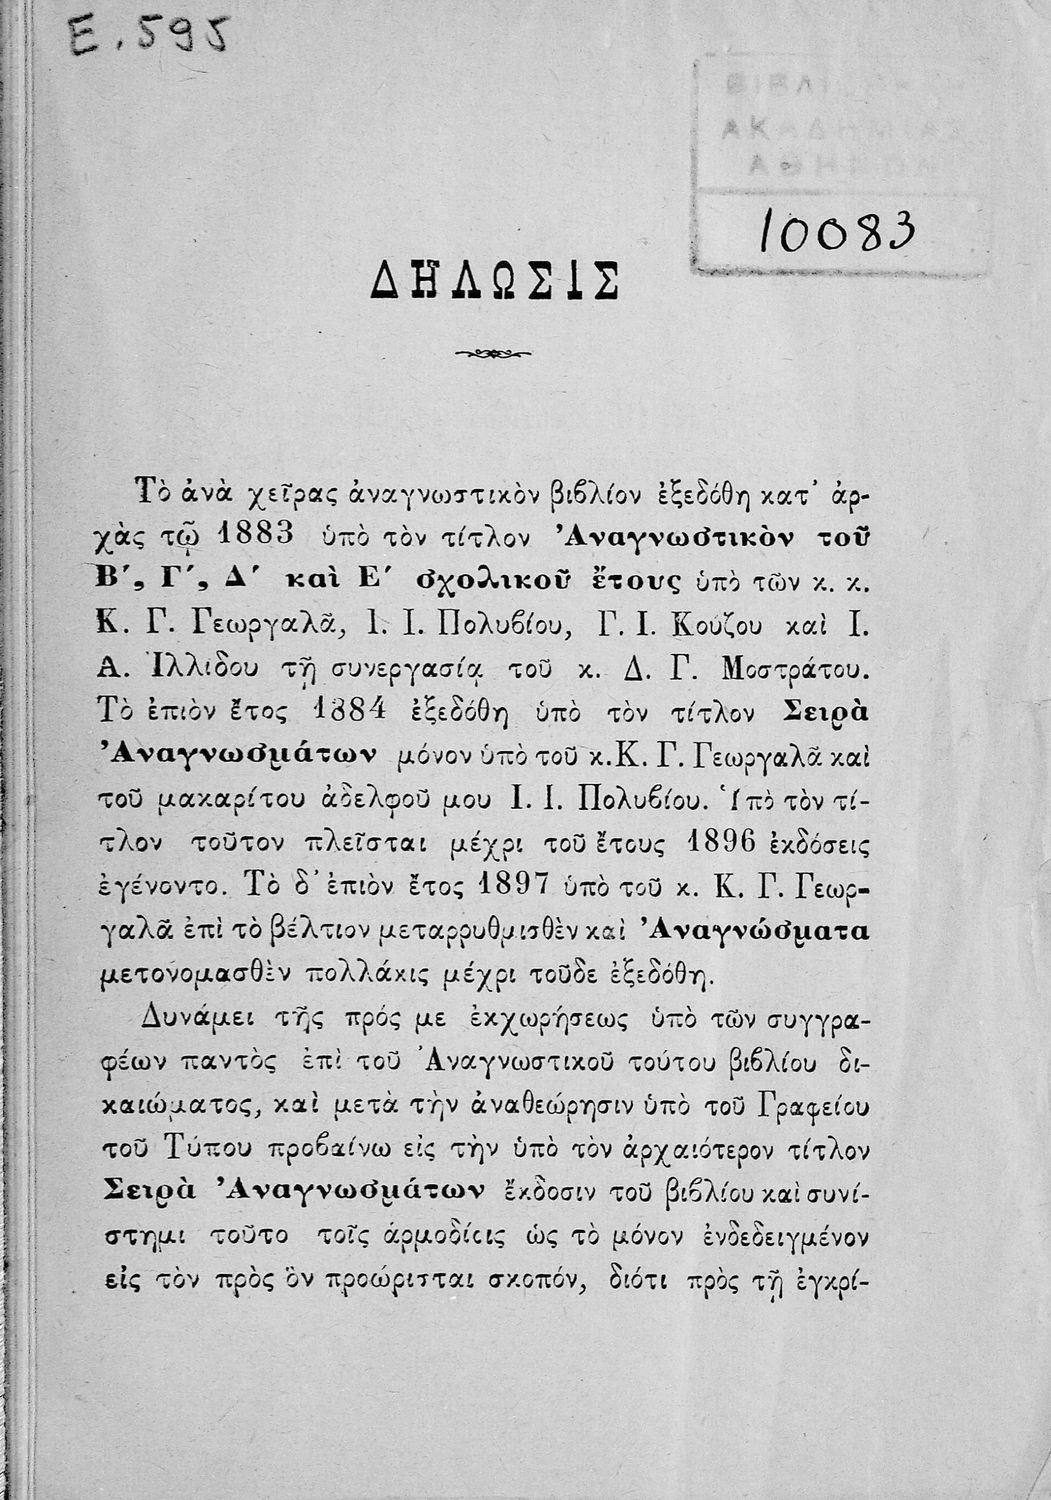 Ε. 595
ΒΙΒΛΙΟΘΗΚΗ
ΑΚΑΔΗΜΙΑΣ
ΑΘΗΝΩΝ
10083
ΔΗΛΩΣΙΣ
Τὸ ἀνὰ χεῖρας ἀναγνωστικὸν βιβλίον ἐξεδόθη κατ᾽ ἀρ-
χὰς τῷ 1883 ὑπὸ τὸν τίτλον Ἀναγνωστικὸν τοῦ
Β΄, Γ΄, Δ΄ καὶ Ε΄ σχολικοῦ ἔτους ὑπὸ τῶν κ. κ.
Κ. Γ. Γεωργαλᾶ, Ι. Ι. Πολυβίου, Γ. Ι. Κούζου καὶ Ι.
Α. Ἰλλίδου τῇ συνεργασίᾳ τοῦ κ. Δ. Γ. Μοστράτου.
Τὸ ἐπιὸν ἔτος 1884 ἐξεδόθη ὑπὸ τὸν τίτλον Σειρὰ
Ἀναγνωσμάτων μόνον ὑπὸ τοῦ κ. Κ. Γ. Γεωργαλᾶ καὶ
τοῦ μακαρίτου ἀδελφοῦ μου Ι. Ι. Πολυβίου. Ὑπὸ τὸν τί-
τλον τοῦτον πλεῖσται μέχρι τοῦ ἔτους 1896 ἐκδόσεις
ἐγένοντο. Τὸ δ᾽ ἐπιὸν ἔτος 1897 ὑπὸ τοῦ κ. Κ. Γ. Γεωρ-
γαλᾶ ἐπὶ τὸ βέλτιον μεταρρυθμισθὲν καὶ Ἀναγνώσματα
μετονομασθὲν πολλάκις μέχρι τοῦδε ἐξεδόθη.
Δυνάμει τῆς πρός με ἐκχωρήσεως ὑπὸ τῶν συγγρα-
φέων παντὸς ἐπὶ τοῦ Ἀναγνωστικοῦ τούτου βιβλίου δι-
καιώματος, καὶ μετὰ τὴν ἀναθεώρησιν ὑπὸ τοῦ Γραφείου
τοῦ Τύπου προβαίνω εἰς τὴν ὑπὸ τὸν ἀρχαιότερον τίτλον
Σειρὰ Ἀναγνωσμάτων ἔκδοσιν τοῦ βιβλίου καὶ συνί-
στημι τοῦτο τοῖς ἁρμοδίοις ὡς τὸ μόνον ἐνδεδειγμένον
εἰς τὸν πρὸς ὃν προώρισται σκοπόν, διότι πρὸς τῇ ἐγκρί-